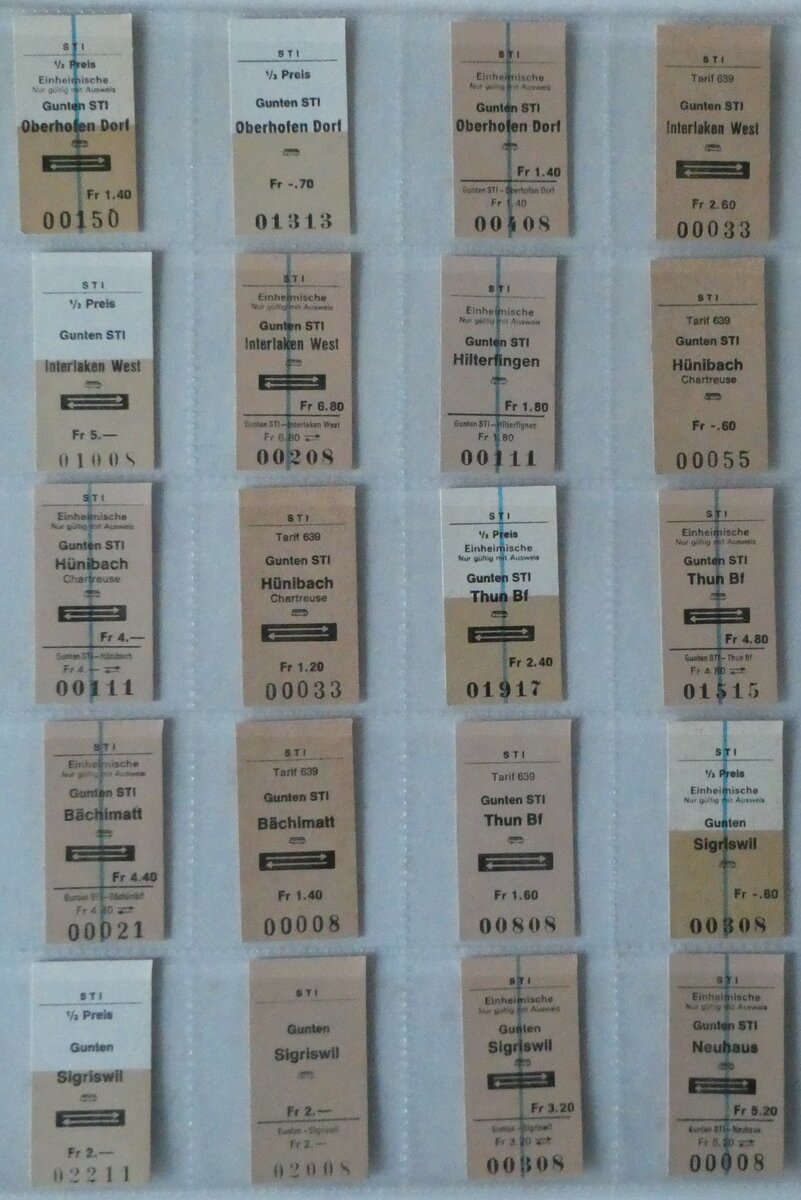 STI
½ Preis
Einheimische
Nur gültig mit Ausweis
Gunten STI
Oberhofen Dorf
Fr 1.40
00150
STI
½ Preis
Gunten STI
Oberhofen Dorf
Fr -.70
01313
STI
Einheimische
Nur gültig mit Ausweis
Gunten STI
Oberhofen Dorf
Fr 1.40
Gunten STI – Oberhofen Dorf
Fr 1.40
00408
STI
Tarif 639
Gunten STI
Interlaken West
Fr 2.60
00033
STI
½ Preis
Gunten STI
Interlaken West
Fr 5.—
01008
STI
Einheimische
Nur gültig mit Ausweis
Gunten STI
Interlaken West
Fr 6.80
Gunten STI – Interlaken West
Fr 6.80
00208
STI
Einheimische
Nur gültig mit Ausweis
Gunten STI
Hilterfingen
Fr 1.80
Gunten STI – Hilterfingen
Fr 1.80
00111
STI
Tarif 639
Gunten STI
Hünibach
Chartreuse
Fr -.60
00055
STI
Einheimische
Nur gültig mit Ausweis
Gunten STI
Hünibach
Chartreuse
Fr 4.—
Gunten STI – Hünibach
Fr 4.—
00111
STI
Tarif 639
Gunten STI
Hünibach
Chartreuse
Fr 1.20
00033
STI
½ Preis
Einheimische
Nur gültig mit Ausweis
Gunten STI
Thun Bf
Fr 2.40
01917
STI
Einheimische
Nur gültig mit Ausweis
Gunten STI
Thun Bf
Fr 4.80
Gunten STI – Thun Bf
Fr 4.80
01515
STI
Einheimische
Nur gültig mit Ausweis
Gunten STI
Bächimatt
Fr 4.40
Gunten STI – Bächimatt
Fr 4.40
00021
STI
Tarif 639
Gunten STI
Bächimatt
Fr 1.40
00008
STI
Tarif 639
Gunten STI
Thun Bf
Fr 1.60
00808
STI
½ Preis
Einheimische
Nur gültig mit Ausweis
Gunten
Sigriswil
Fr -.80
00308
STI
½ Preis
Gunten
Sigriswil
Fr 2.—
02211
STI
Gunten
Sigriswil
Fr 2.—
Gunten – Sigriswil
Fr 2.—
02008
STI
Einheimische
Nur gültig mit Ausweis
Gunten
Sigriswil
Fr 3.20
Gunten – Sigriswil
Fr 3.20
00308
STI
Einheimische
Nur gültig mit Ausweis
Gunten STI
Neuhaus
Fr 5.20
Gunten STI – Neuhaus
Fr 5.20
00008